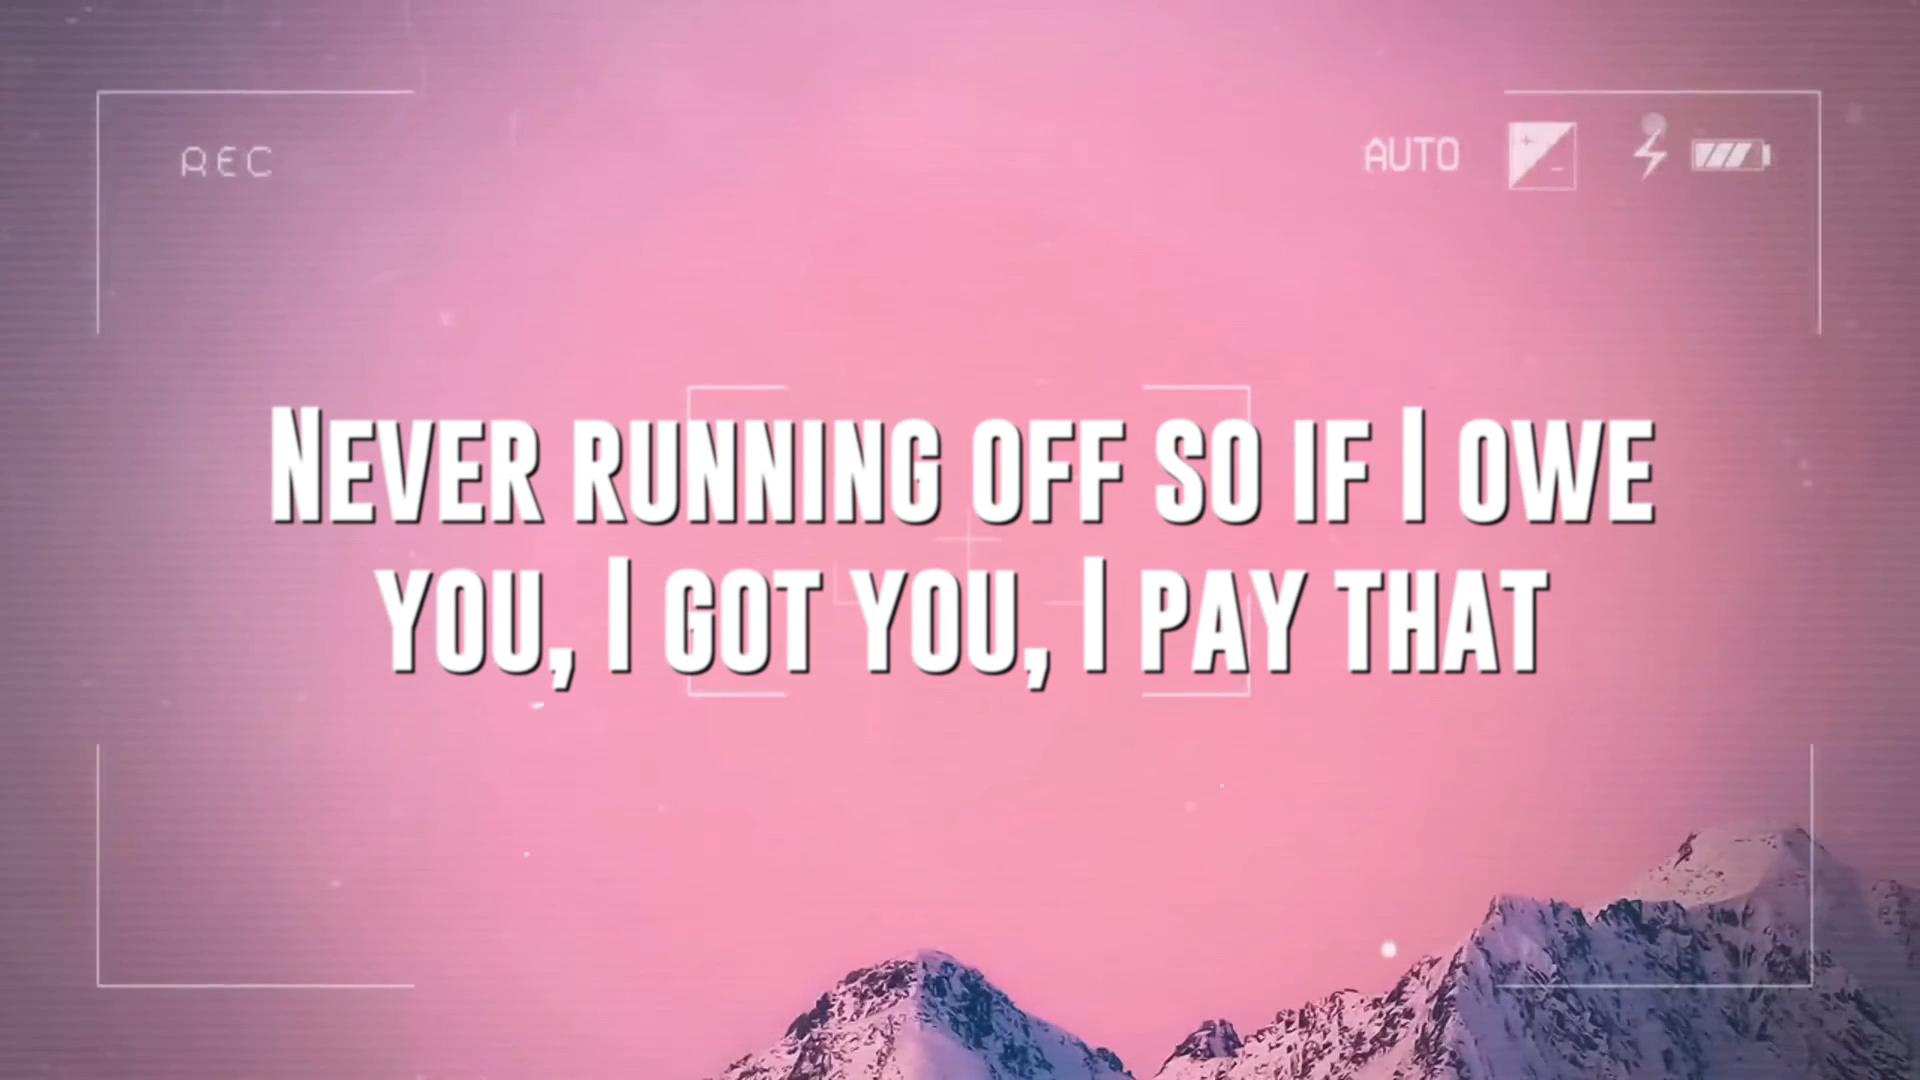 REC
AUTO
NEVER RUNNING OFF SO IF I OWE
YOU, I GOT YOU, I PAY THAT